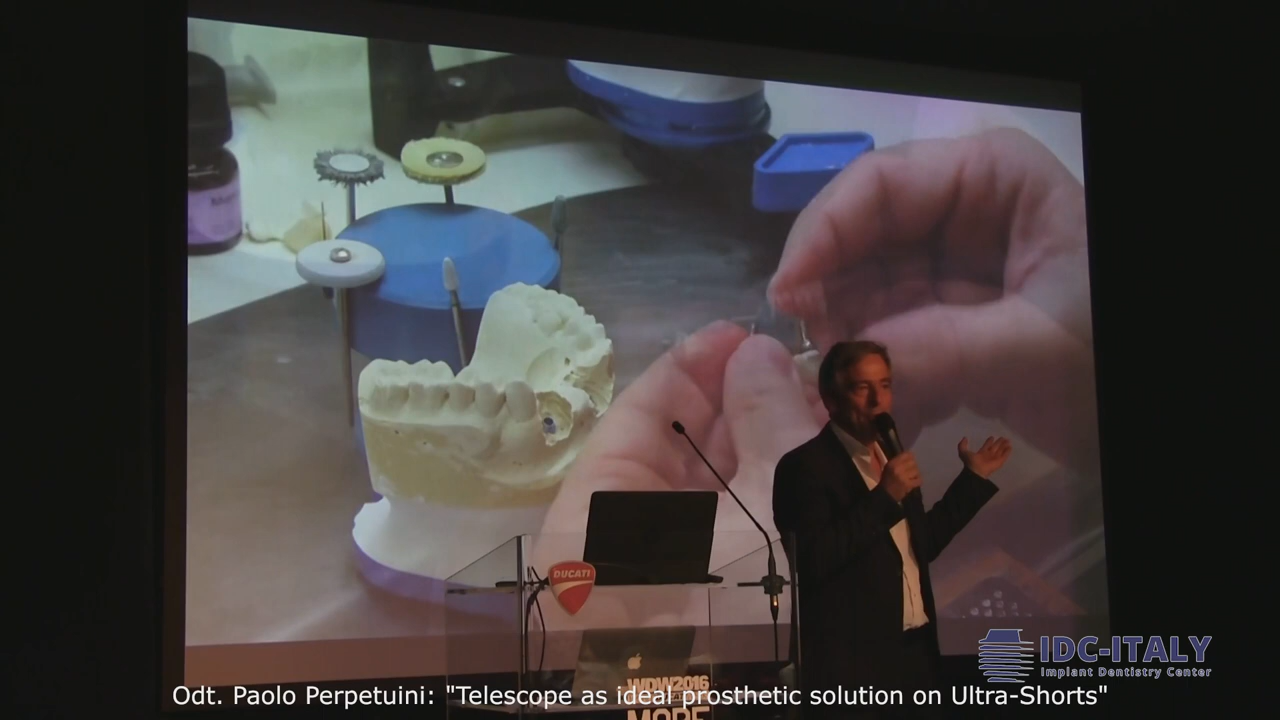 DUCATI
IDC-ITALY
Implant Dentistry Center
WDW2016
MORE
Odt. Paolo Perpetuini: "Telescope as ideal prosthetic solution on Ultra-Shorts"